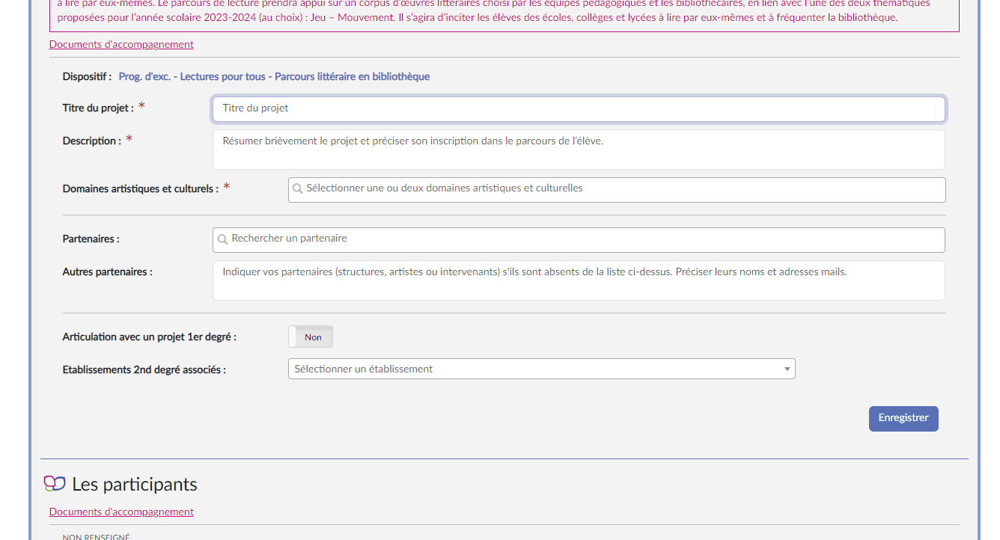 à lire par eux-mêmes. Le parcours de lecture prendra appui sur un corpus d'œuvres littéraires choisi par les équipes pédagogiques et les bibliothécaires, en lien avec l'une des deux thématiques
proposées pour l'année scolaire 2023-2024 (au choix) : Jeu – Mouvement. Il s'agira d'inciter les élèves des écoles, collèges et lycées à lire par eux-mêmes et à fréquenter la bibliothèque.
Documents d'accompagnement
Dispositif : Prog. d'exc. - Lectures pour tous - Parcours littéraire en bibliothèque
Titre du projet : * Titre du projet
Description : * Résumer brièvement le projet et préciser son inscription dans le parcours de l'élève.
Domaines artistiques et culturels : * Sélectionner une ou deux domaines artistiques et culturelles
Partenaires : Rechercher un partenaire
Autres partenaires : Indiquer vos partenaires (structures, artistes ou intervenants) s'ils sont absents de la liste ci-dessus. Préciser leurs noms et adresses mails.
Articulation avec un projet 1er degré : Non
Etablissements 2nd degré associés : Sélectionner un établissement
Enregistrer
Les participants
Documents d'accompagnement
NON RENSEIGNÉ